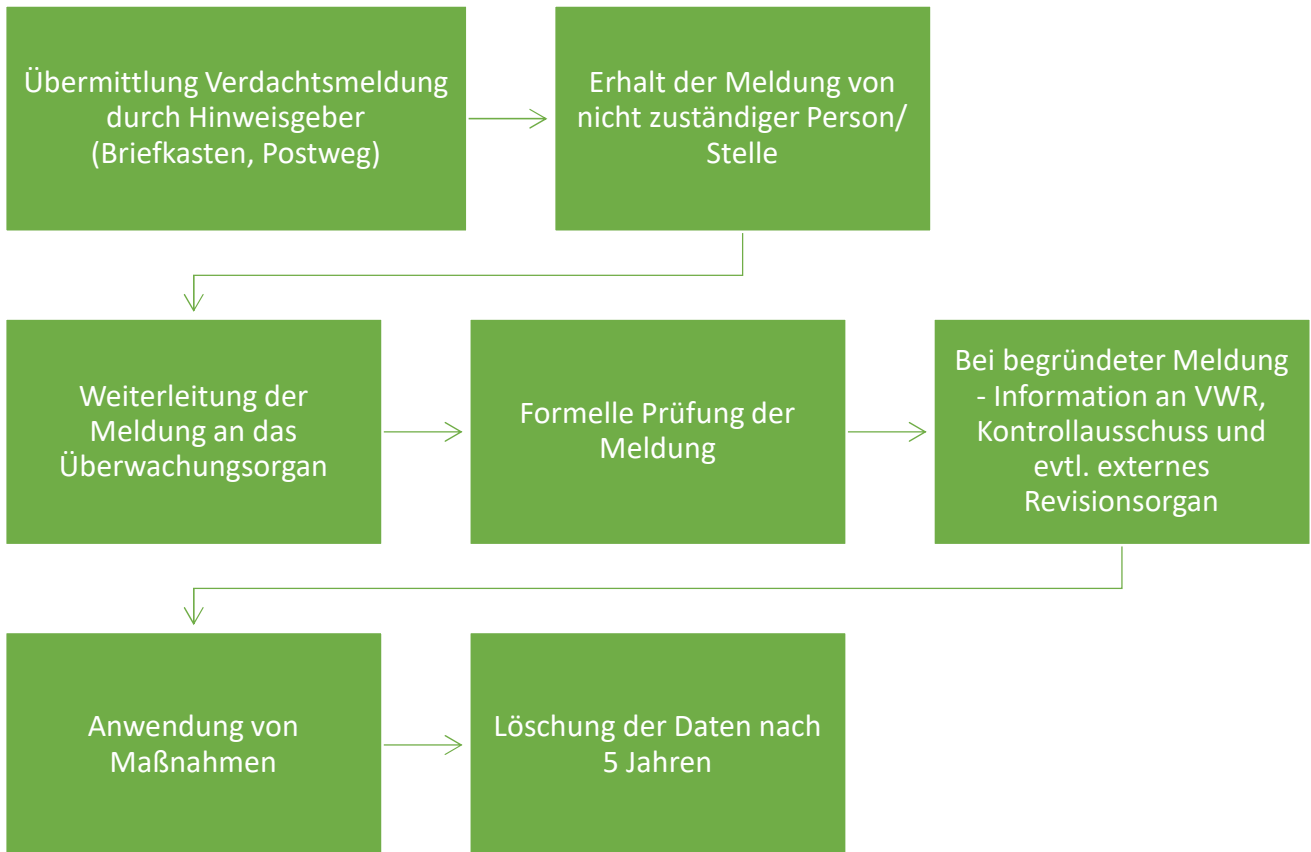 Übermittlung Verdachtsmeldung
durch Hinweisgeber
(Briefkasten, Postweg)
Erhalt der Meldung von
nicht zuständiger Person/
Stelle
Weiterleitung der
Meldung an das
Überwachungsorgan
Formelle Prüfung der
Meldung
Bei begründeter Meldung
- Information an VWR,
Kontrollausschuss und
evtl. externes
Revisionsorgan
Anwendung von
Maßnahmen
Löschung der Daten nach
5 Jahren